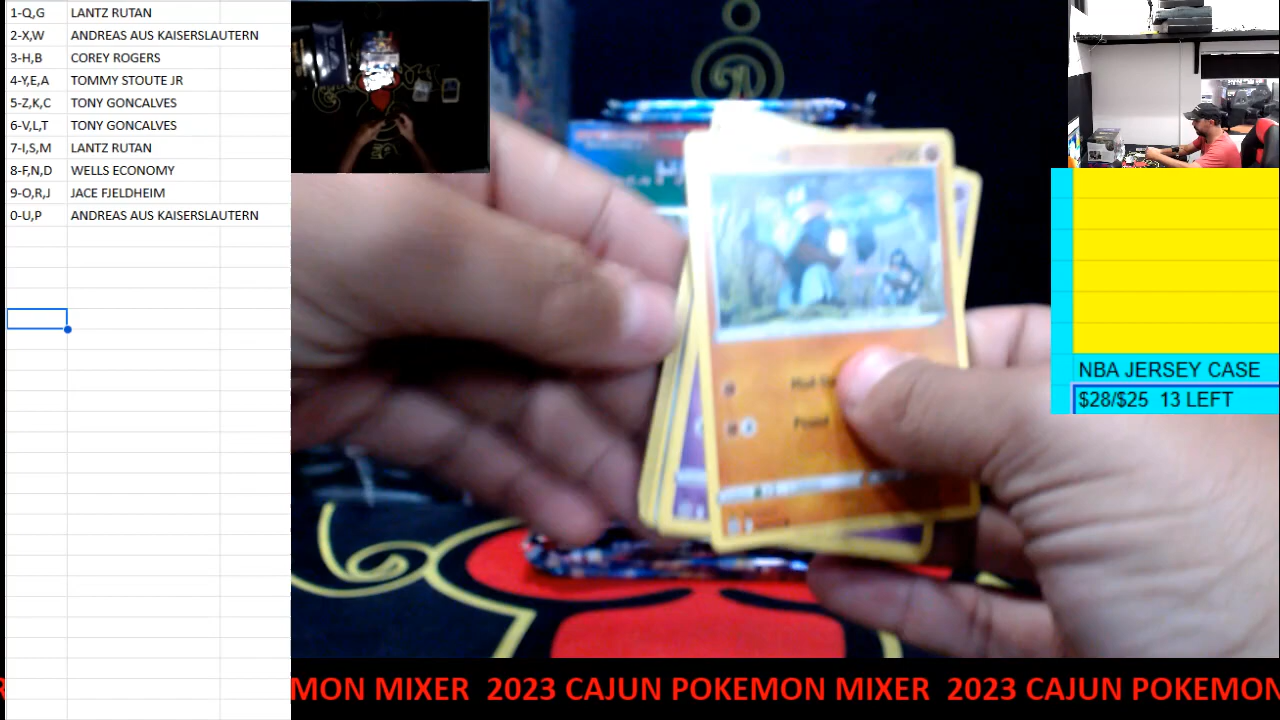 1-Q,G LANTZ RUTAN
2-X,W ANDREAS AUS KAISERSLAUTERN
3-H,B COREY ROGERS
4-Y,E,A TOMMY STOUTE JR
5-Z,K,C TONY GONCALVES
6-V,L,T TONY GONCALVES
7-I,S,M LANTZ RUTAN
8-F,N,D WELLS ECONOMY
9-O,R,J JACE FJELDHEIM
0-U,P ANDREAS AUS KAISERSLAUTERN
NBA JERSEY CASE
$28/$25 13 LEFT
MON MIXER 2023 CAJUN POKEMON MIXER 2023 CAJUN POKEMON